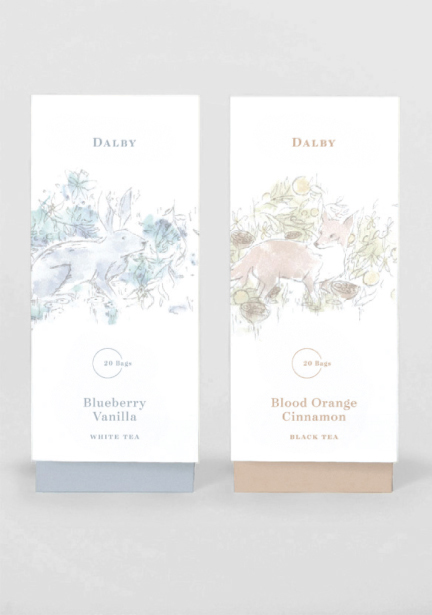 DALBY
20 Bags
Blueberry
Vanilla
WHITE TEA
DALBY
20 Bags
Blood Orange
Cinnamon
BLACK TEA